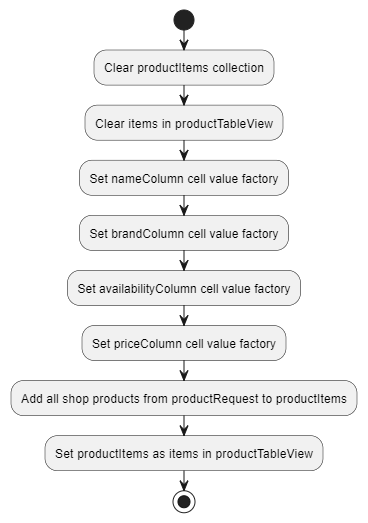 Clear productItems collection
Clear items in productTableView
Set nameColumn cell value factory
Set brandColumn cell value factory
Set availabilityColumn cell value factory
Set priceColumn cell value factory
Add all shop products from productRequest to productItems
Set productItems as items in productTableView